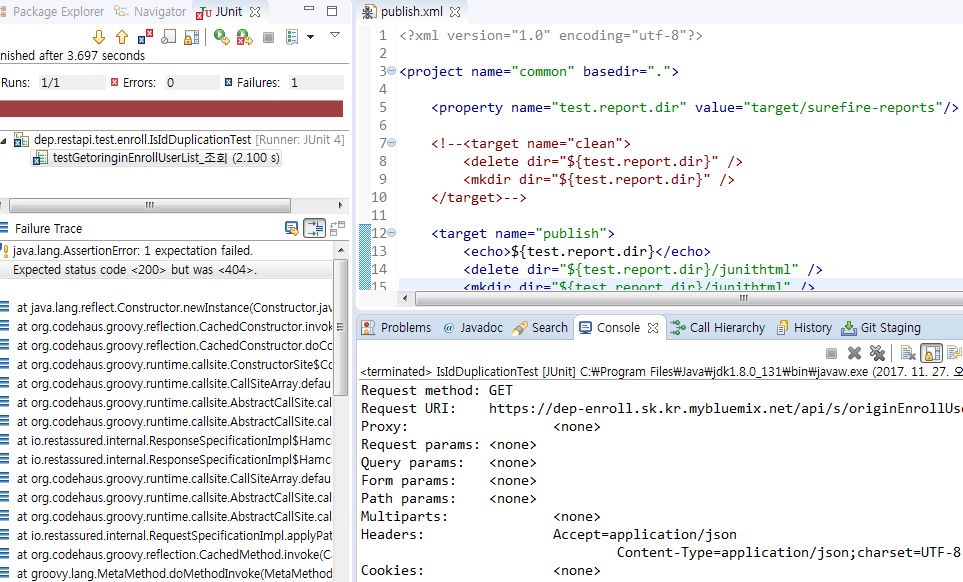 Package Explorer Navigator JUnit
nished after 3.697 seconds
Runs: 1/1 Errors: 0 Failures: 1
dep.restapi.test.enroll.IsIdDuplicationTest [Runner: JUnit 4]
testGetoringinEnrollUserList_조회 (2.100 s)
Failure Trace
java.lang.AssertionError: 1 expectation failed.
Expected status code <200> but was <404>.
at java.lang.reflect.Constructor.newInstance(Constructor.jav
at org.codehaus.groovy.reflection.CachedConstructor.invok
at org.codehaus.groovy.reflection.CachedConstructor.doCo
at org.codehaus.groovy.runtime.callsite.ConstructorSite$Co
at org.codehaus.groovy.runtime.callsite.CallSiteArray.defau
at org.codehaus.groovy.runtime.callsite.AbstractCallSite.cal
at org.codehaus.groovy.runtime.callsite.AbstractCallSite.cal
at io.restassured.internal.ResponseSpecificationImpl$Hamc
at io.restassured.internal.ResponseSpecificationImpl$Hamc
at org.codehaus.groovy.runtime.callsite.CallSiteArray.defau
at org.codehaus.groovy.runtime.callsite.AbstractCallSite.cal
at org.codehaus.groovy.runtime.callsite.AbstractCallSite.cal
at io.restassured.internal.RequestSpecificationImpl.applyPat
at org.codehaus.groovy.reflection.CachedMethod.invoke(Ca
at groovy.lang.MetaMethod.doMethodInvoke(MetaMethod
publish.xml
1 <?xml version="1.0" encoding="utf-8"?>
2
3 <project name="common" basedir=".">
4
5 <property name="test.report.dir" value="target/surefire-reports"/>
6
7 <!--<target name="clean">
8 <delete dir="${test.report.dir}" />
9 <mkdir dir="${test.report.dir}" />
10 </target>-->
11
12 <target name="publish">
13 <echo>${test.report.dir}</echo>
14 <delete dir="${test.report.dir}/junithtml" />
15 <mkdir dir="${test.report.dir}/junithtml" />
Problems Javadoc Search Console Call Hierarchy History Git Staging
<terminated> IsIdDuplicationTest [JUnit] C:₩Program Files₩Java₩jdk1.8.0_131₩bin₩javaw.exe (2017. 11. 27. 오
Request method: GET
Request URI: https://dep-enroll.sk.kr.mybluemix.net/api/s/originEnrollUse
Proxy: <none>
Request params: <none>
Query params: <none>
Form params: <none>
Path params: <none>
Multiparts: <none>
Headers: Accept=application/json
Content-Type=application/json;charset=UTF-8
Cookies: <none>